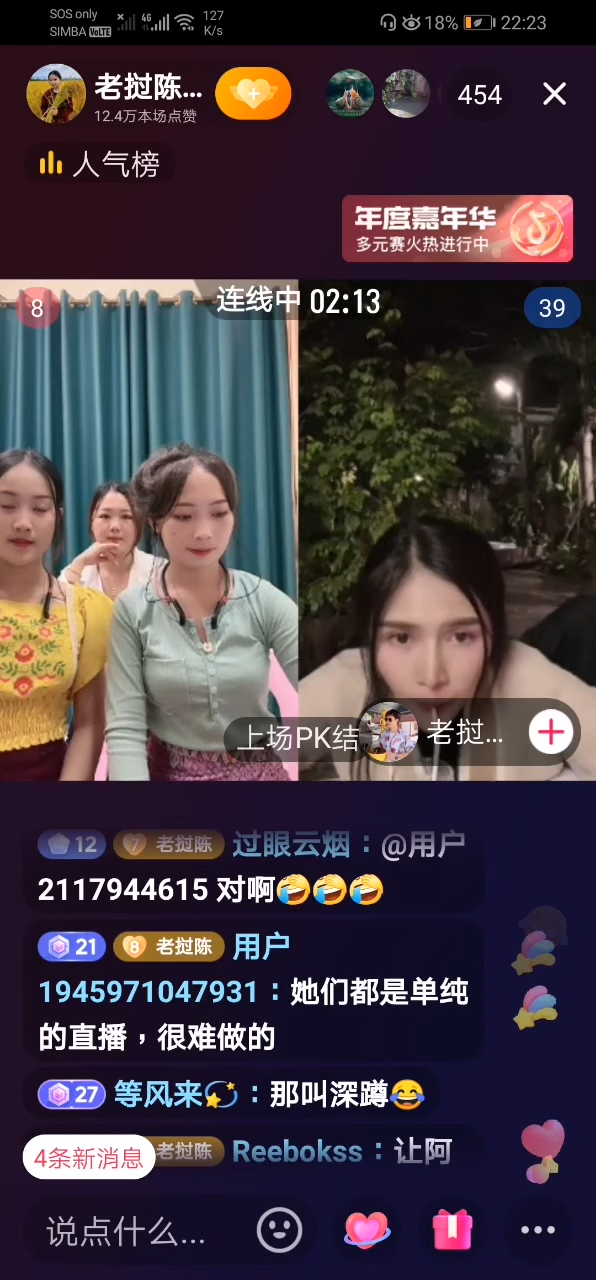 SOS only
SIMBA VoLTE
4G
127
K/s
18%
22:23
老挝陈...
12.4万本场点赞
454
人气榜
年度嘉年华
多元赛火热进行中
8
连线中 02:13
39
上场PK结
老挝...
12 7 老挝陈 过眼云烟：@用户
2117944615 对啊🤣🤣🤣
21 8 老挝陈 用户
1945971047931：她们都是单纯
的直播，很难做的
27 等风来💫：那叫深蹲😂
老挝陈 Reebokss：让阿
4条新消息
说点什么...